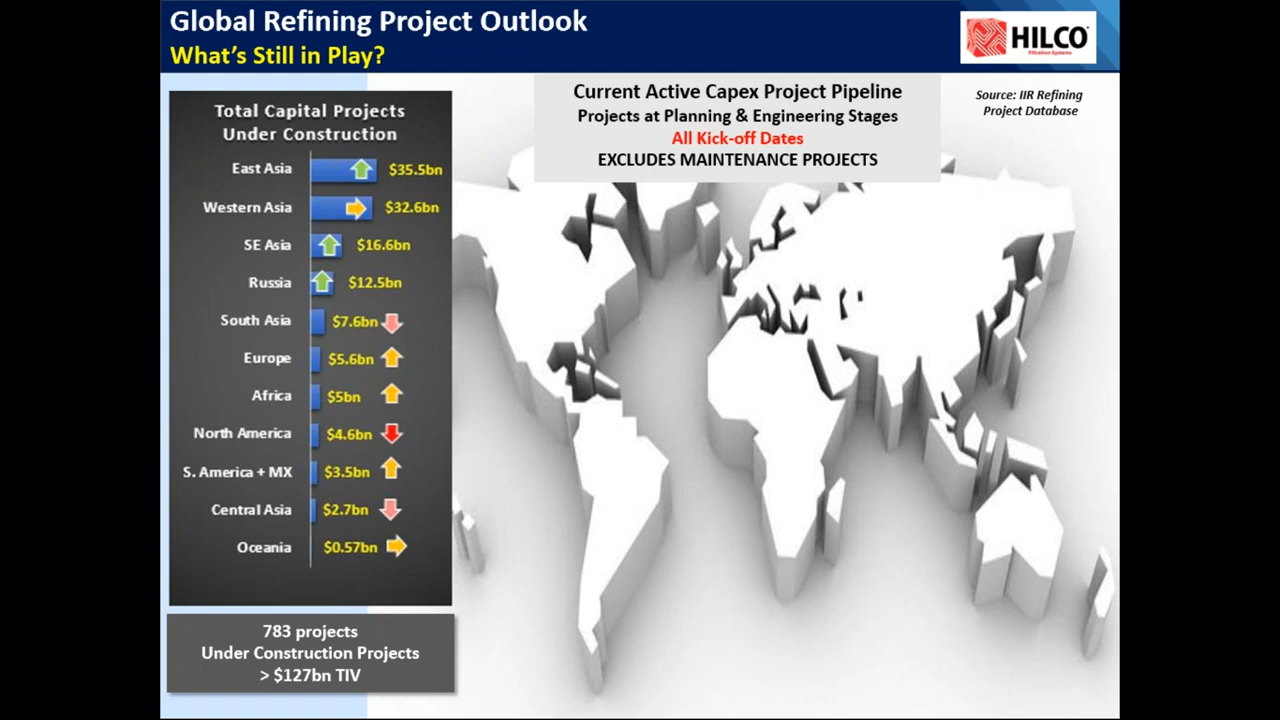 Global Refining Project Outlook
What's Still in Play?
HILCO
Filtration Systems
Total Capital Projects
Under Construction
East Asia $35.5bn
Western Asia $32.6bn
SE Asia $16.6bn
Russia $12.5bn
South Asia $7.6bn
Europe $5.6bn
Africa $5bn
North America $4.6bn
S. America + MX $3.5bn
Central Asia $2.7bn
Oceania $0.57bn
783 projects
Under Construction Projects
> $127bn TIV
Current Active Capex Project Pipeline
Projects at Planning & Engineering Stages
All Kick-off Dates
EXCLUDES MAINTENANCE PROJECTS
Source: IIR Refining
Project Database